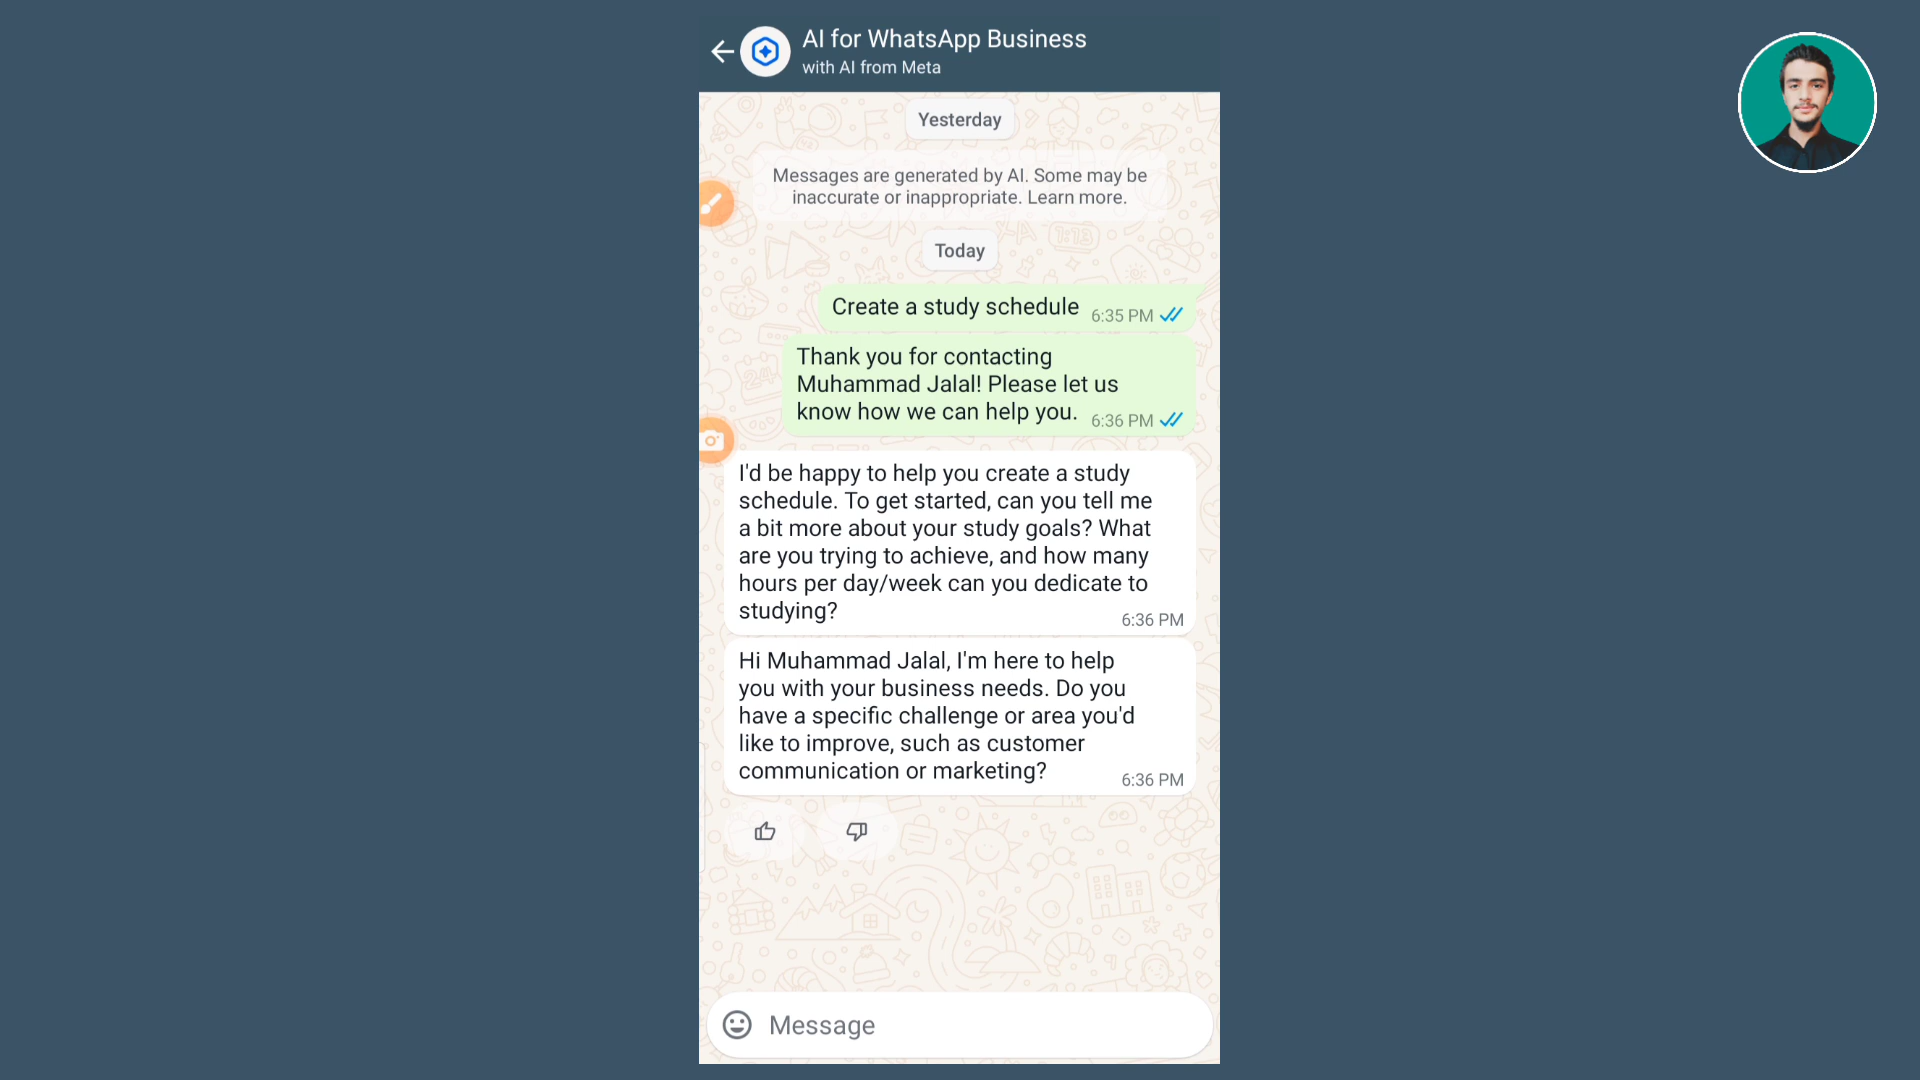 AI for WhatsApp Business
with AI from Meta
Yesterday
Messages are generated by AI. Some may be
inaccurate or inappropriate. Learn more.
Today
Create a study schedule
6:35 PM
Thank you for contacting
Muhammad Jalal! Please let us
know how we can help you.
6:36 PM
I'd be happy to help you create a study
schedule. To get started, can you tell me
a bit more about your study goals? What
are you trying to achieve, and how many
hours per day/week can you dedicate to
studying?
6:36 PM
Hi Muhammad Jalal, I'm here to help
you with your business needs. Do you
have a specific challenge or area you'd
like to improve, such as customer
communication or marketing?
6:36 PM
Message